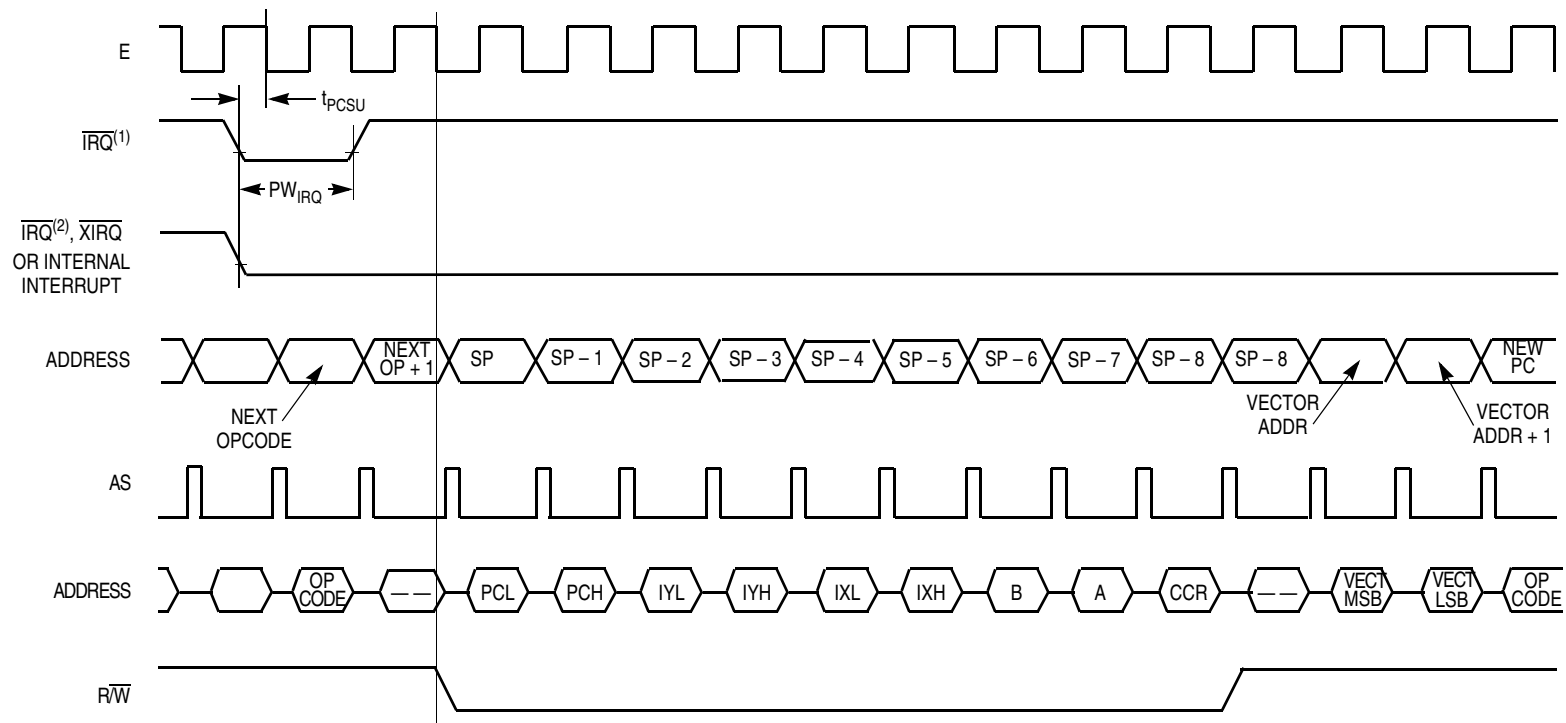 E
tPCSU
IRQ(1)
PWIRQ
IRQ(2), XIRQ
OR INTERNAL
INTERRUPT
ADDRESS
NEXT
OP + 1
SP
SP – 1
SP – 2
SP – 3
SP – 4
SP – 5
SP – 6
SP – 7
SP – 8
SP – 8
NEW
PC
NEXT
OPCODE
VECTOR
ADDR
VECTOR
ADDR + 1
AS
ADDRESS
OP
CODE
— —
PCL
PCH
IYL
IYH
IXL
IXH
B
A
CCR
— —
VECT
MSB
VECT
LSB
OP
CODE
R/W